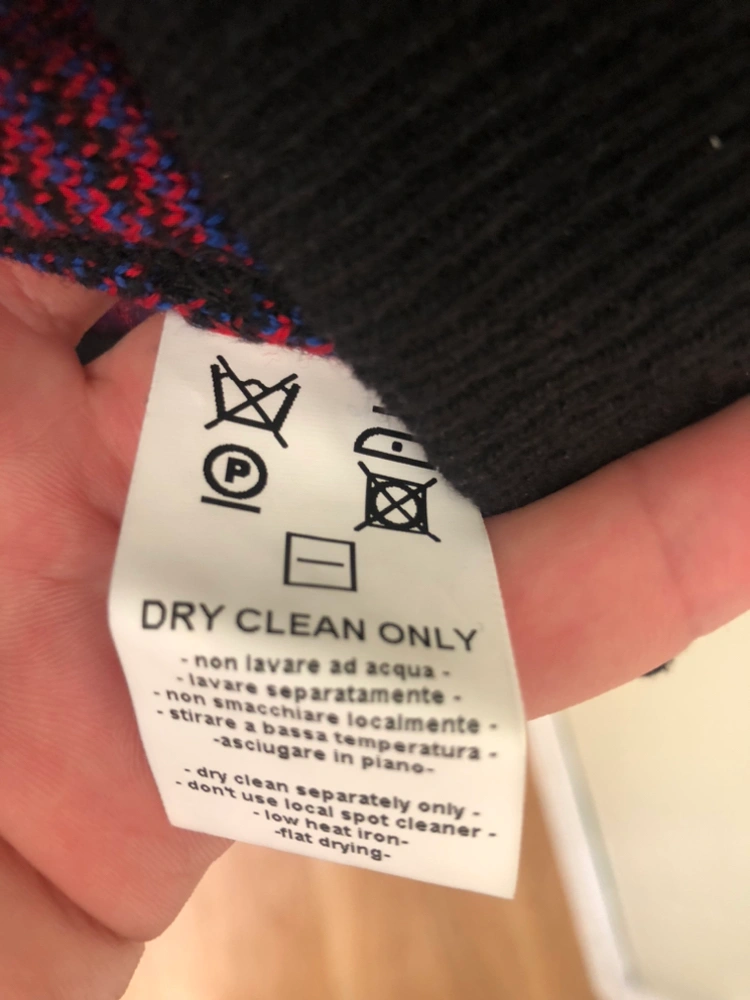 P
DRY CLEAN ONLY
- non lavare ad acqua -
- lavare separatamente -
- non smacchiare localmente -
- stirare a bassa temperatura -
-asciugare in piano-
- dry clean separately only -
- don't use local spot cleaner -
- low heat iron-
-flat drying-